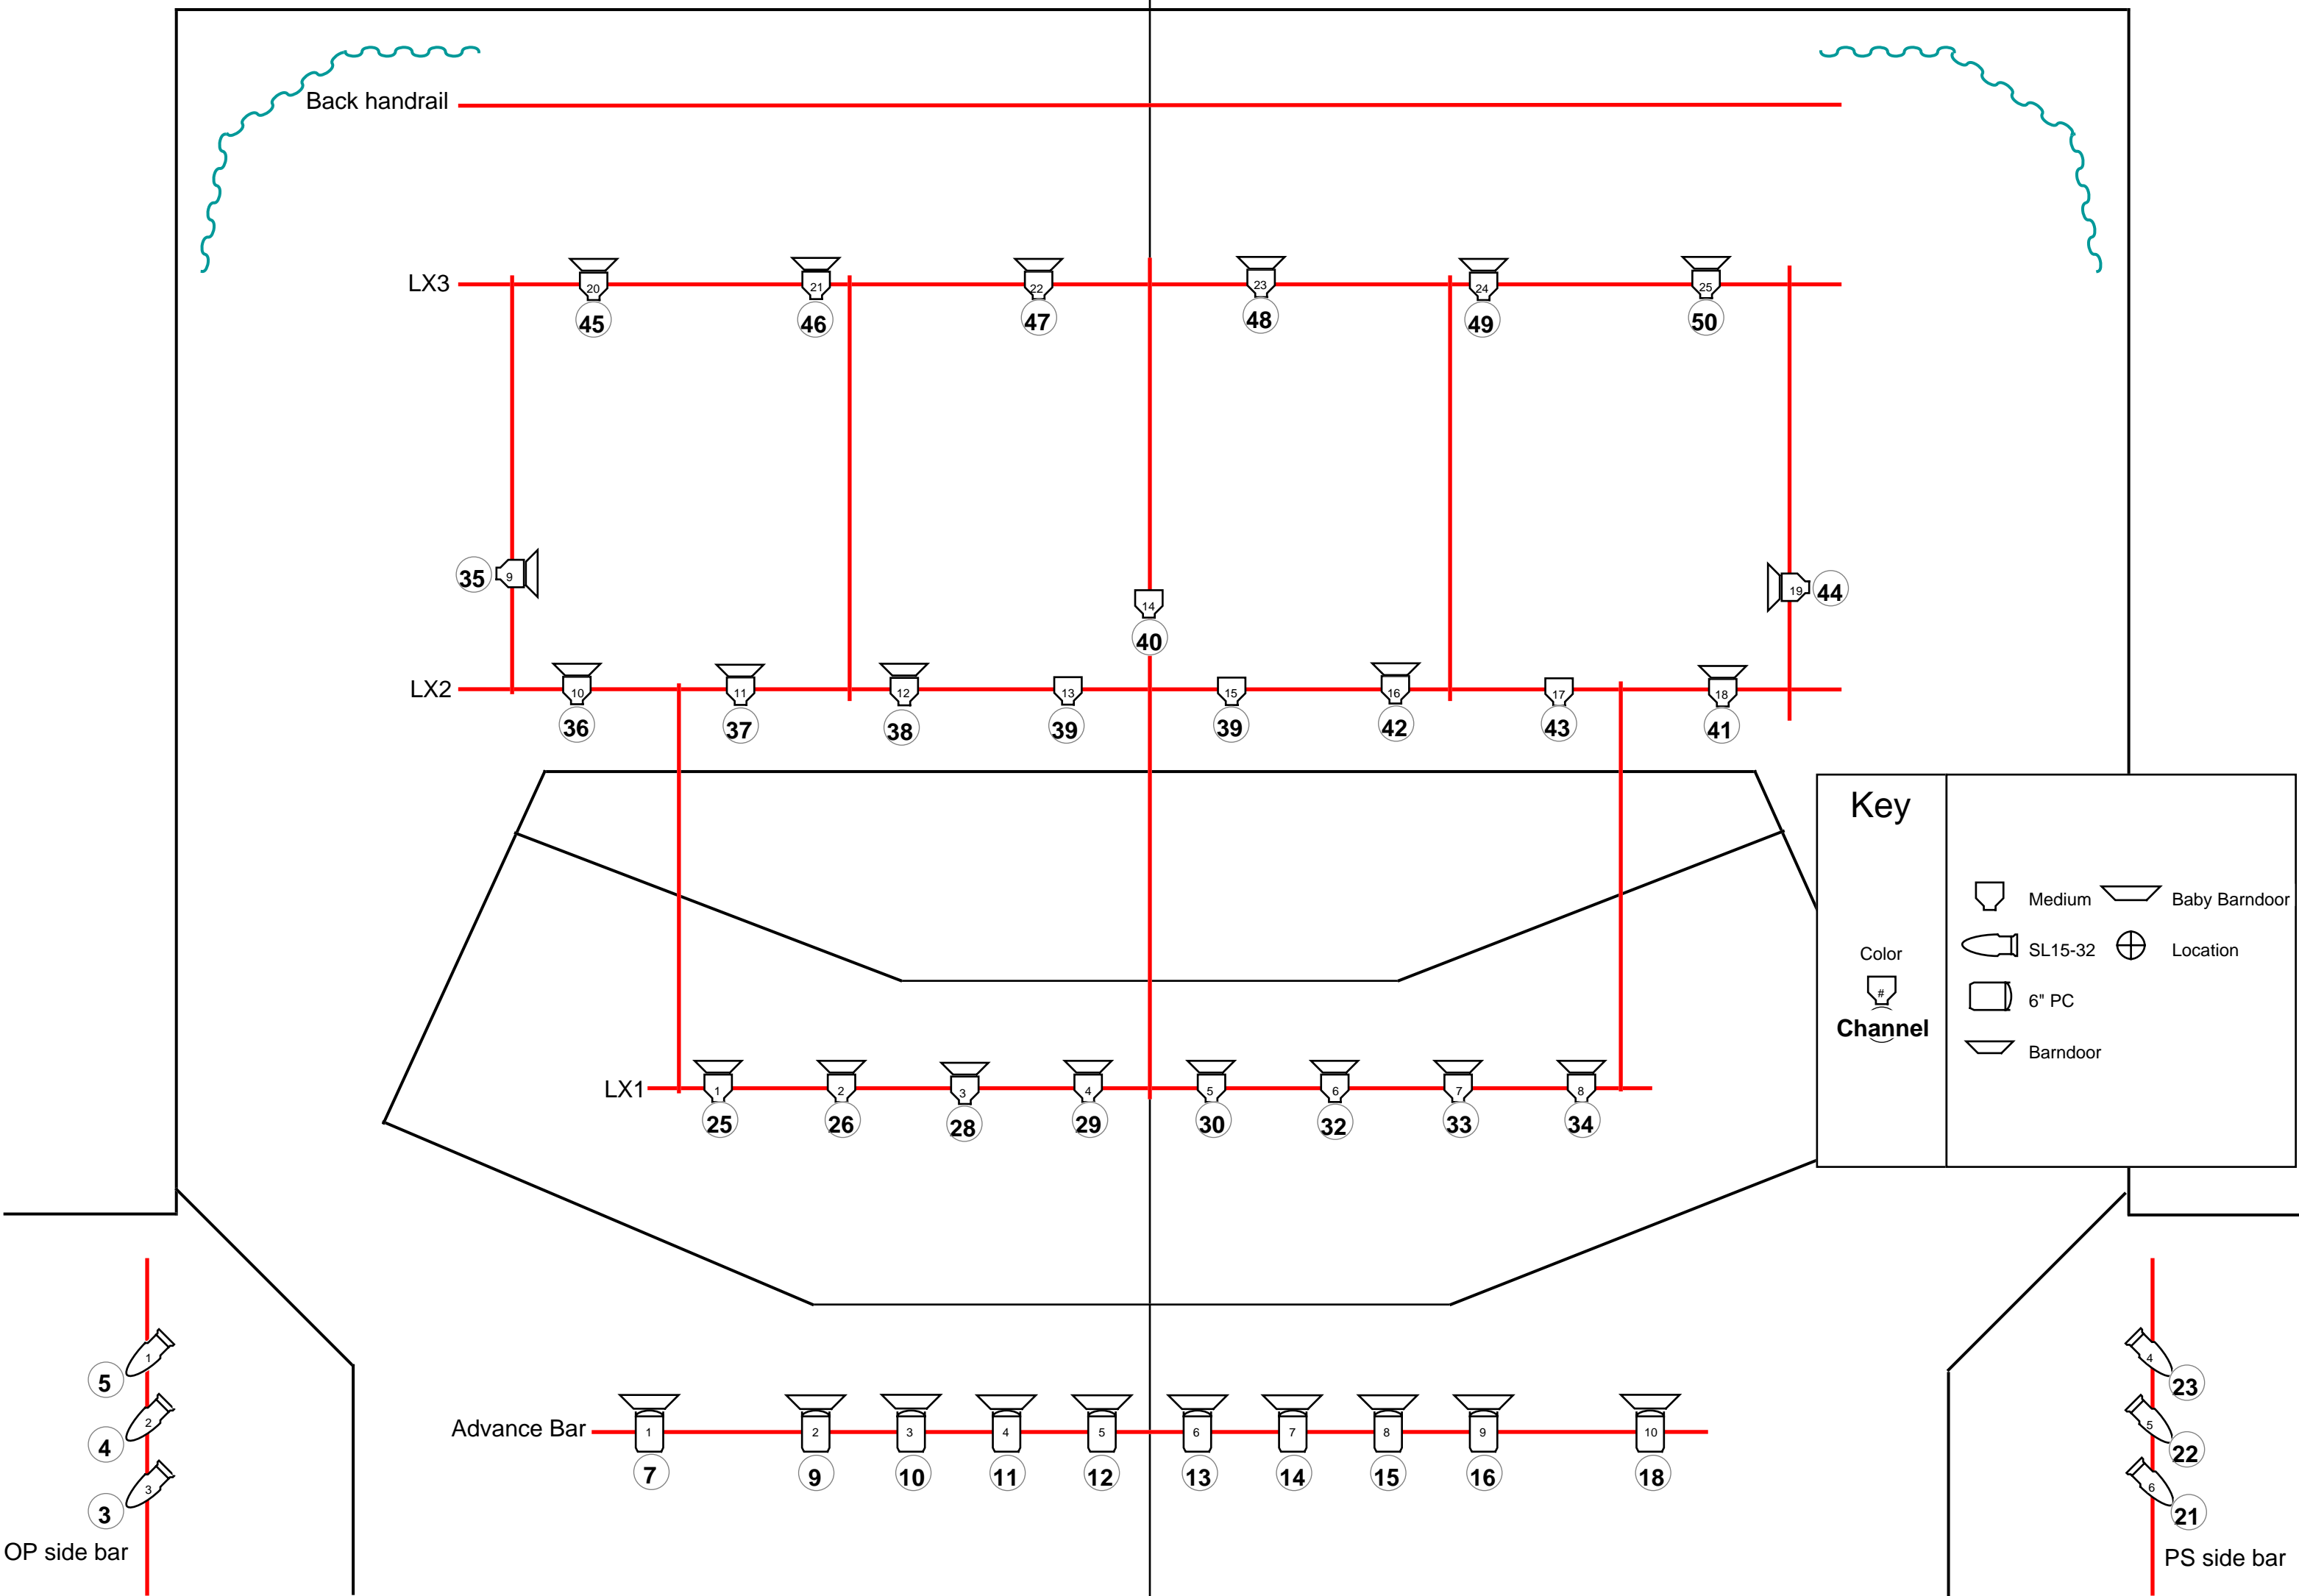 Back handrail
LX3
20 21 22 23 24 25
45 46 47 48 49 50
35 9
19 44
14
40
LX2
10 11 12 13 15 16 17 18
36 37 38 39 39 42 43 41
Key
Medium Baby Barndoor
Color
SL15-32 Location
#
6" PC
Channel
Barndoor
LX1
1 2 3 4 5 6 7 8
25 26 28 29 30 32 33 34
1
5
2
4
3
3
OP side bar
Advance Bar
1 2 3 4 5 6 7 8 9 10
7 9 10 11 12 13 14 15 16 18
4
23
5
22
6
21
PS side bar